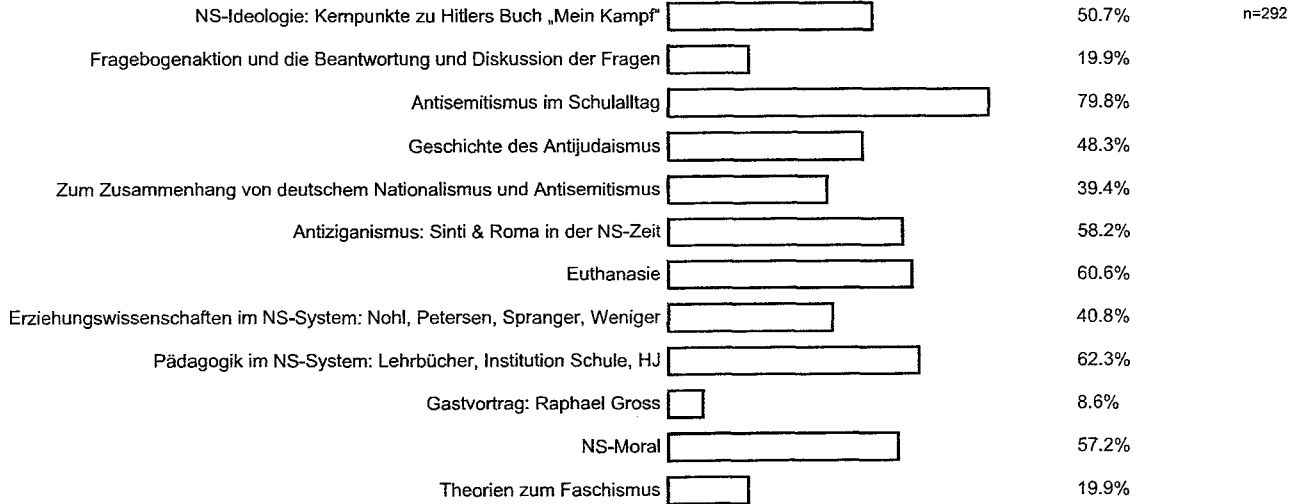 NS-Ideologie: Kernpunkte zu Hitlers Buch „Mein Kampf“ 50.7% n=292
Fragebogenaktion und die Beantwortung und Diskussion der Fragen 19.9%
Antisemitismus im Schulalltag 79.8%
Geschichte des Antijudaismus 48.3%
Zum Zusammenhang von deutschem Nationalismus und Antisemitismus 39.4%
Antiziganismus: Sinti & Roma in der NS-Zeit 58.2%
Euthanasie 60.6%
Erziehungswissenschaften im NS-System: Nohl, Petersen, Spranger, Weniger 40.8%
Pädagogik im NS-System: Lehrbücher, Institution Schule, HJ 62.3%
Gastvortrag: Raphael Gross 8.6%
NS-Moral 57.2%
Theorien zum Faschismus 19.9%